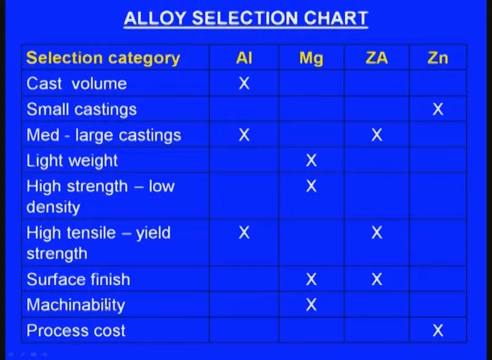 ALLOY SELECTION CHART
Selection category Al Mg ZA Zn
Cast volume X
Small castings X
Med - large castings X X
Light weight X
High strength – low X
density
High tensile – yield X X
strength
Surface finish X X
Machinability X
Process cost X